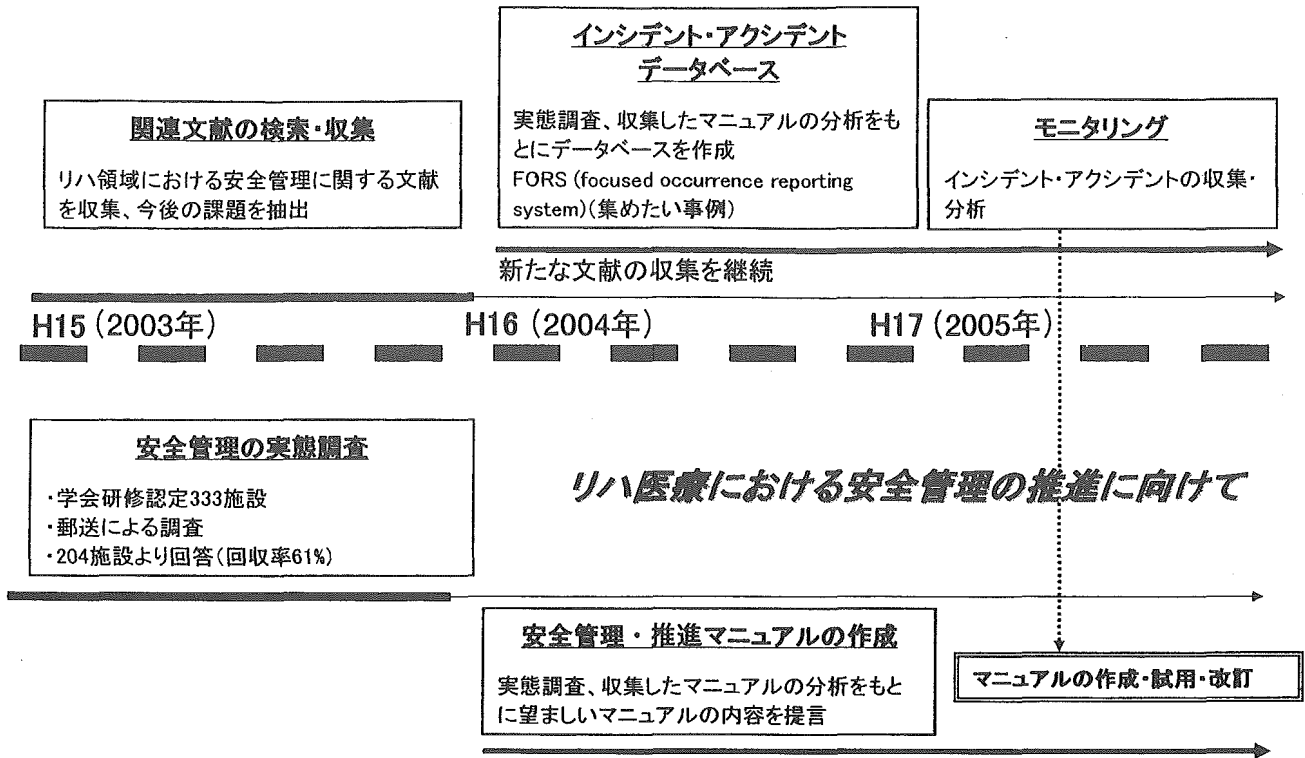 インシデント・アクシデント
データベース
実態調査、収集したマニュアルの分析をも
とにデータベースを作成
FORS (focused occurrence reporting
system)(集めたい事例)
関連文献の検索・収集
リハ領域における安全管理に関する文献
を収集、今後の課題を抽出
モニタリング
インシデント・アクシデントの収集・
分析
新たな文献の収集を継続
H15 (2003年)
H16 (2004年)
H17 (2005年)
安全管理の実態調査
・学会研修認定333施設
・郵送による調査
・204施設より回答(回収率61%)
リハ医療における安全管理の推進に向けて
安全管理・推進マニュアルの作成
実態調査、収集したマニュアルの分析をもと
に望ましいマニュアルの内容を提言
マニュアルの作成・試用・改訂